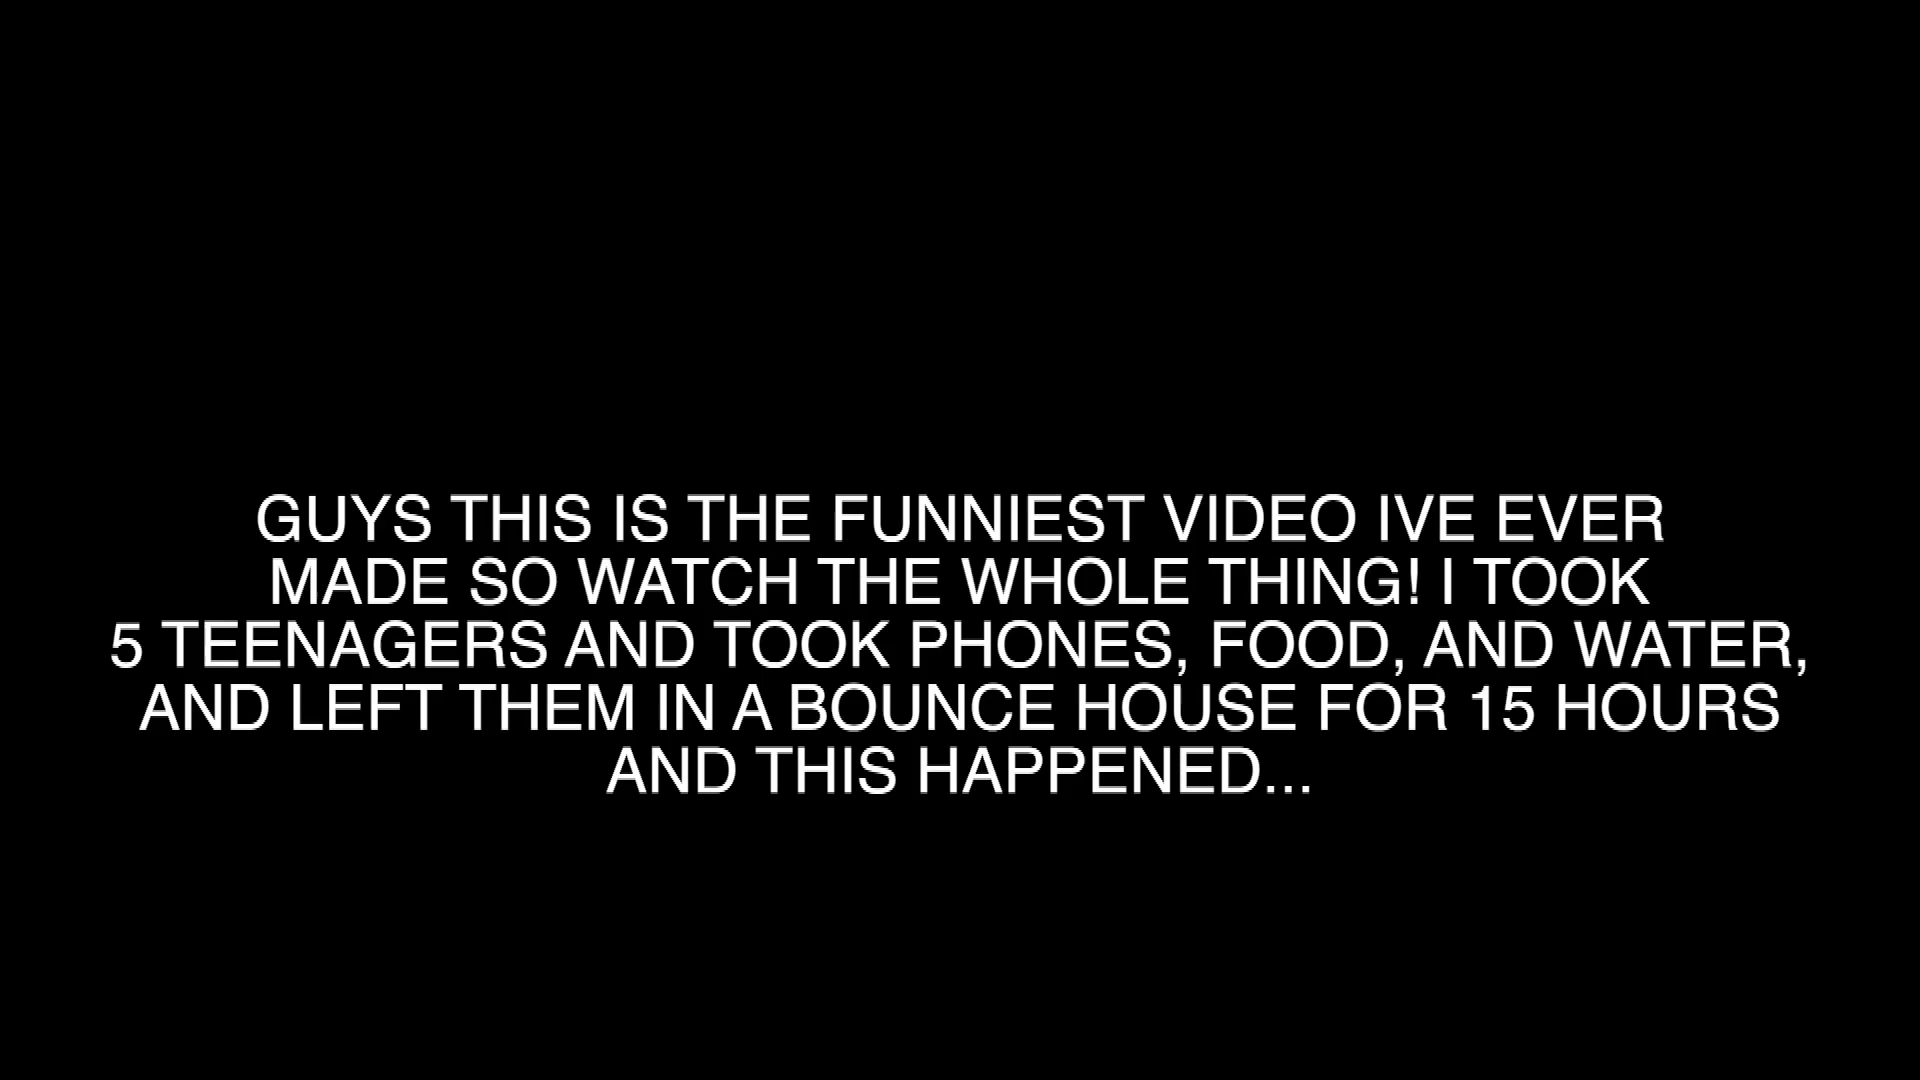 GUYS THIS IS THE FUNNIEST VIDEO IVE EVER
MADE SO WATCH THE WHOLE THING! I TOOK
5 TEENAGERS AND TOOK PHONES, FOOD, AND WATER,
AND LEFT THEM IN A BOUNCE HOUSE FOR 15 HOURS
AND THIS HAPPENED...